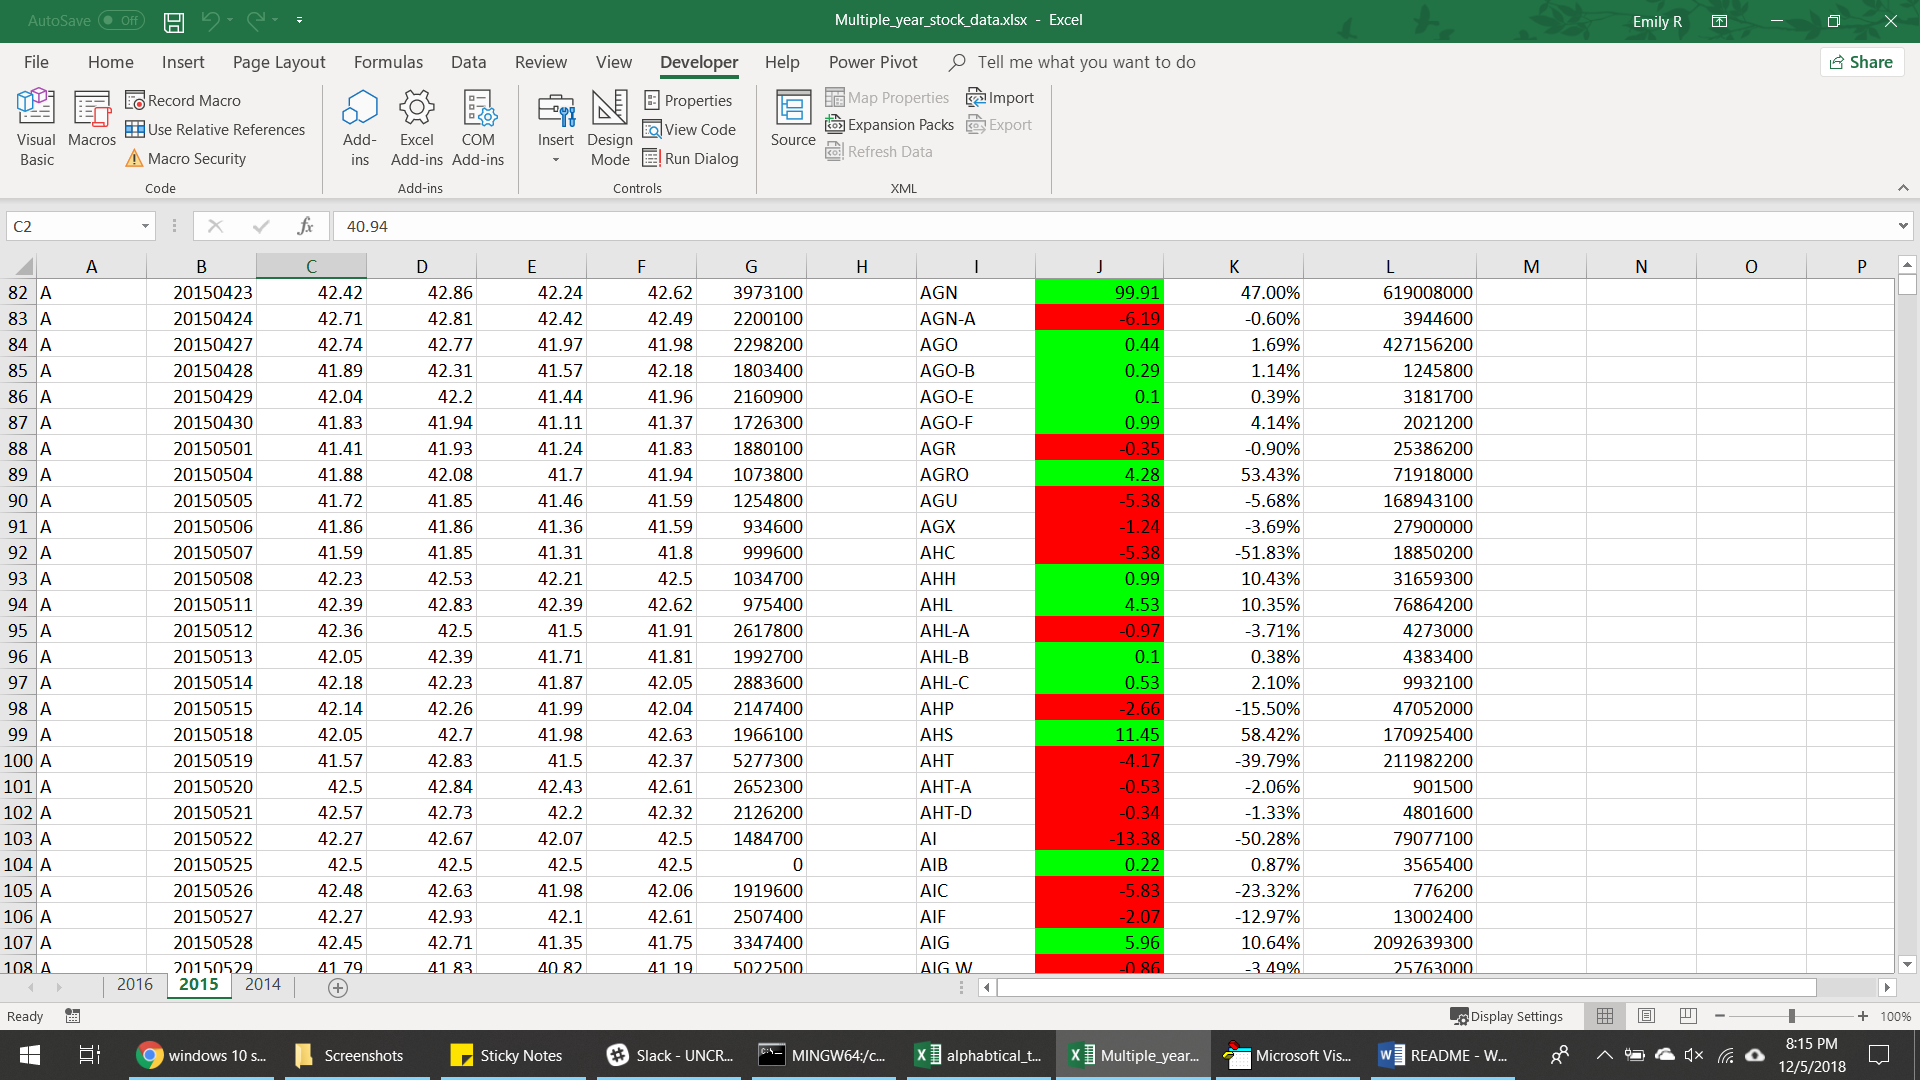 AutoSave Off Multiple_year_stock_data.xlsx - Excel Emily R
File Home Insert Page Layout Formulas Data Review View Developer Help Power Pivot Tell me what you want to do Share
Visual Basic
Macros
Record Macro
Use Relative References
Macro Security
Code
Add-ins
Excel Add-ins
COM Add-ins
Add-ins
Insert
Design Mode
Properties
View Code
Run Dialog
Controls
Source
Map Properties
Expansion Packs
Refresh Data
Import
Export
XML
C2 fx 40.94
A B C D E F G H I J K L M N O P
82 A 20150423 42.42 42.86 42.24 42.62 3973100 AGN 99.91 47.00% 619008000
83 A 20150424 42.71 42.81 42.42 42.49 2200100 AGN-A -6.19 -0.60% 3944600
84 A 20150427 42.74 42.77 41.97 41.98 2298200 AGO 0.44 1.69% 427156200
85 A 20150428 41.89 42.31 41.57 42.18 1803400 AGO-B 0.29 1.14% 1245800
86 A 20150429 42.04 42.2 41.44 41.96 2160900 AGO-E 0.1 0.39% 3181700
87 A 20150430 41.83 41.94 41.11 41.37 1726300 AGO-F 0.99 4.14% 2021200
88 A 20150501 41.41 41.93 41.24 41.83 1880100 AGR -0.35 -0.90% 25386200
89 A 20150504 41.88 42.08 41.7 41.94 1073800 AGRO 4.28 53.43% 71918000
90 A 20150505 41.72 41.85 41.46 41.59 1254800 AGU -5.38 -5.68% 168943100
91 A 20150506 41.86 41.86 41.36 41.59 934600 AGX -1.24 -3.69% 27900000
92 A 20150507 41.59 41.85 41.31 41.8 999600 AHC -5.38 -51.83% 18850200
93 A 20150508 42.23 42.53 42.21 42.5 1034700 AHH 0.99 10.43% 31659300
94 A 20150511 42.39 42.83 42.39 42.62 975400 AHL 4.53 10.35% 76864200
95 A 20150512 42.36 42.5 41.5 41.91 2617800 AHL-A -0.97 -3.71% 4273000
96 A 20150513 42.05 42.39 41.71 41.81 1992700 AHL-B 0.1 0.38% 4383400
97 A 20150514 42.18 42.23 41.87 42.05 2883600 AHL-C 0.53 2.10% 9932100
98 A 20150515 42.14 42.26 41.99 42.04 2147400 AHP -2.66 -15.50% 47052000
99 A 20150518 42.05 42.7 41.98 42.63 1966100 AHS 11.45 58.42% 170925400
100 A 20150519 41.57 42.83 41.5 42.37 5277300 AHT -4.17 -39.79% 211982200
101 A 20150520 42.5 42.84 42.43 42.61 2652300 AHT-A -0.53 -2.06% 901500
102 A 20150521 42.57 42.73 42.2 42.32 2126200 AHT-D -0.34 -1.33% 4801600
103 A 20150522 42.27 42.67 42.07 42.5 1484700 AI -13.38 -50.28% 79077100
104 A 20150525 42.5 42.5 42.5 42.5 0 AIB 0.22 0.87% 3565400
105 A 20150526 42.48 42.63 41.98 42.06 1919600 AIC -5.83 -23.32% 776200
106 A 20150527 42.27 42.93 42.1 42.61 2507400 AIF -2.07 -12.97% 13002400
107 A 20150528 42.45 42.71 41.35 41.75 3347400 AIG 5.96 10.64% 2092639300
108 A 20150529 41.79 41.83 40.82 41.19 5022500 AIG.W -0.86 -3.49% 25763000
2016 2015 2014
Ready Display Settings 100%
windows 10 s... Screenshots Sticky Notes Slack - UNCR... MINGW64:/c... alphabtical_t... Multiple_year... Microsoft Vis... README - W... 8:15 PM
12/5/2018